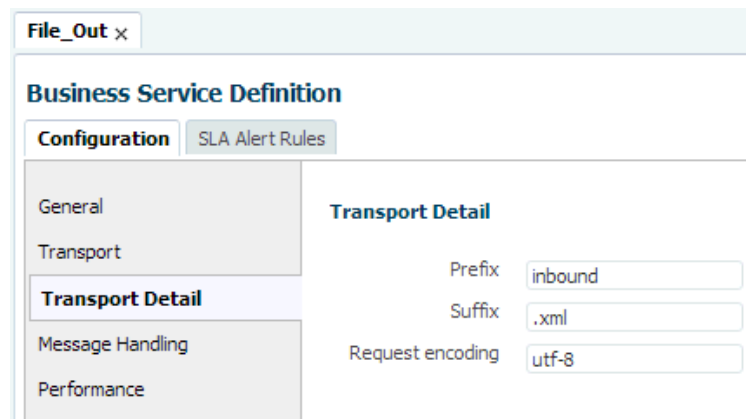 File_Out ×
Business Service Definition
Configuration SLA Alert Rules
General
Transport
Transport Detail
Message Handling
Performance
Transport Detail
Prefix inbound
Suffix .xml
Request encoding utf-8